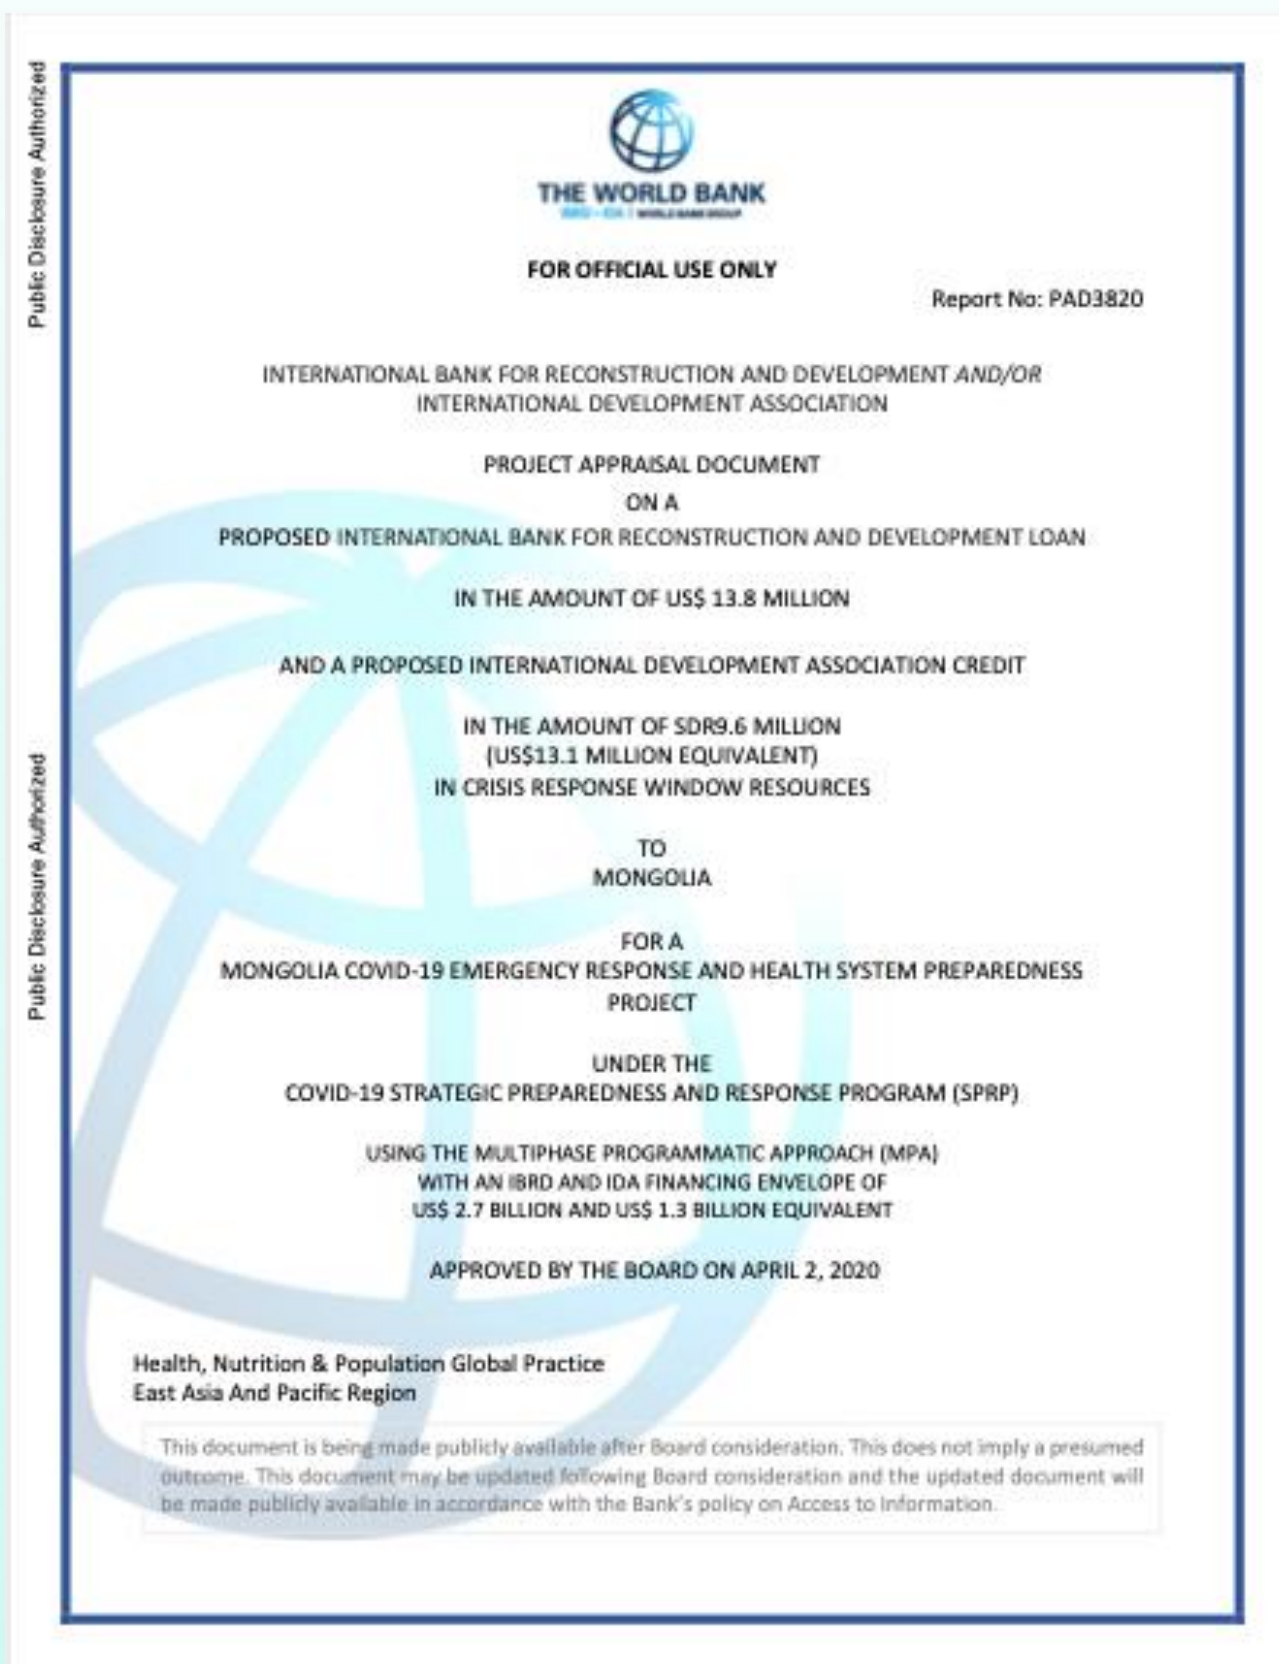 Public Disclosure Authorized
Public Disclosure Authorized
THE WORLD BANK
IBRD • IDA | WORLD BANK GROUP
FOR OFFICIAL USE ONLY
Report No: PAD3820
INTERNATIONAL BANK FOR RECONSTRUCTION AND DEVELOPMENT AND/OR
INTERNATIONAL DEVELOPMENT ASSOCIATION
PROJECT APPRAISAL DOCUMENT
ON A
PROPOSED INTERNATIONAL BANK FOR RECONSTRUCTION AND DEVELOPMENT LOAN
IN THE AMOUNT OF US$ 13.8 MILLION
AND A PROPOSED INTERNATIONAL DEVELOPMENT ASSOCIATION CREDIT
IN THE AMOUNT OF SDR9.6 MILLION
(US$13.1 MILLION EQUIVALENT)
IN CRISIS RESPONSE WINDOW RESOURCES
TO
MONGOLIA
FOR A
MONGOLIA COVID-19 EMERGENCY RESPONSE AND HEALTH SYSTEM PREPAREDNESS
PROJECT
UNDER THE
COVID-19 STRATEGIC PREPAREDNESS AND RESPONSE PROGRAM (SPRP)
USING THE MULTIPHASE PROGRAMMATIC APPROACH (MPA)
WITH AN IBRD AND IDA FINANCING ENVELOPE OF
US$ 2.7 BILLION AND US$ 1.3 BILLION EQUIVALENT
APPROVED BY THE BOARD ON APRIL 2, 2020
Health, Nutrition & Population Global Practice
East Asia And Pacific Region
This document is being made publicly available after Board consideration. This does not imply a presumed
outcome. This document may be updated following Board consideration and the updated document will
be made publicly available in accordance with the Bank's policy on Access to Information.